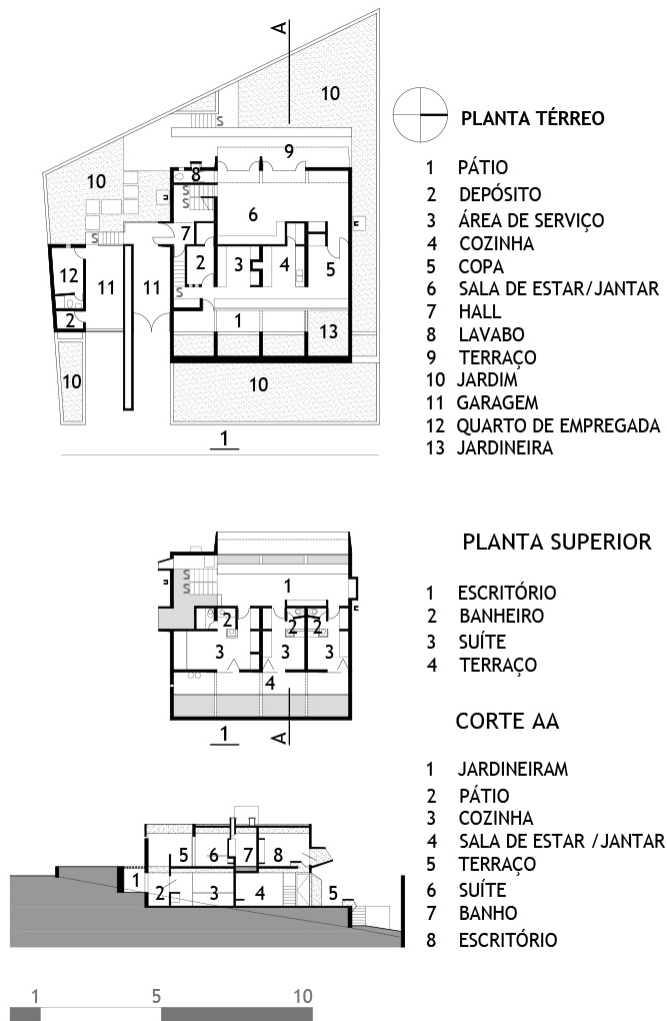 A
10
PLANTA TÉRREO
9
1 PÁTIO
2 DEPÓSITO
3 ÁREA DE SERVIÇO
4 COZINHA
5 COPA
6 SALA DE ESTAR/JANTAR
7 HALL
8 LAVABO
9 TERRAÇO
10 JARDIM
11 GARAGEM
12 QUARTO DE EMPREGADA
13 JARDINEIRA
S
10
8
S
S
6
7
S
12
11
11
2
3
4
5
S
2
1
13
10
10
1
PLANTA SUPERIOR
1 ESCRITÓRIO
2 BANHEIRO
3 SUÍTE
4 TERRAÇO
S
S
1
2
2
2
3
3
3
4
1
A
CORTE AA
1 JARDINEIRAM
2 PÁTIO
3 COZINHA
4 SALA DE ESTAR /JANTAR
5 TERRAÇO
6 SUÍTE
7 BANHO
8 ESCRITÓRIO
5 6 7 8
1 2 3 4 5
1 5 10